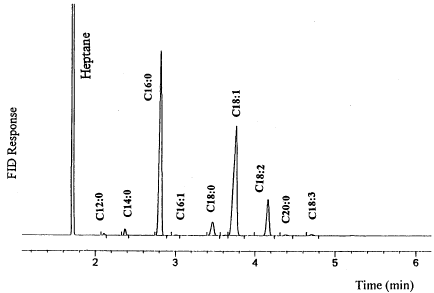 Heptane
C12:0
C14:0
C16:0
C16:1
C18:0
C18:1
C18:2
C20:0
C18:3
FID Response
2
3
4
5
6
Time (min)